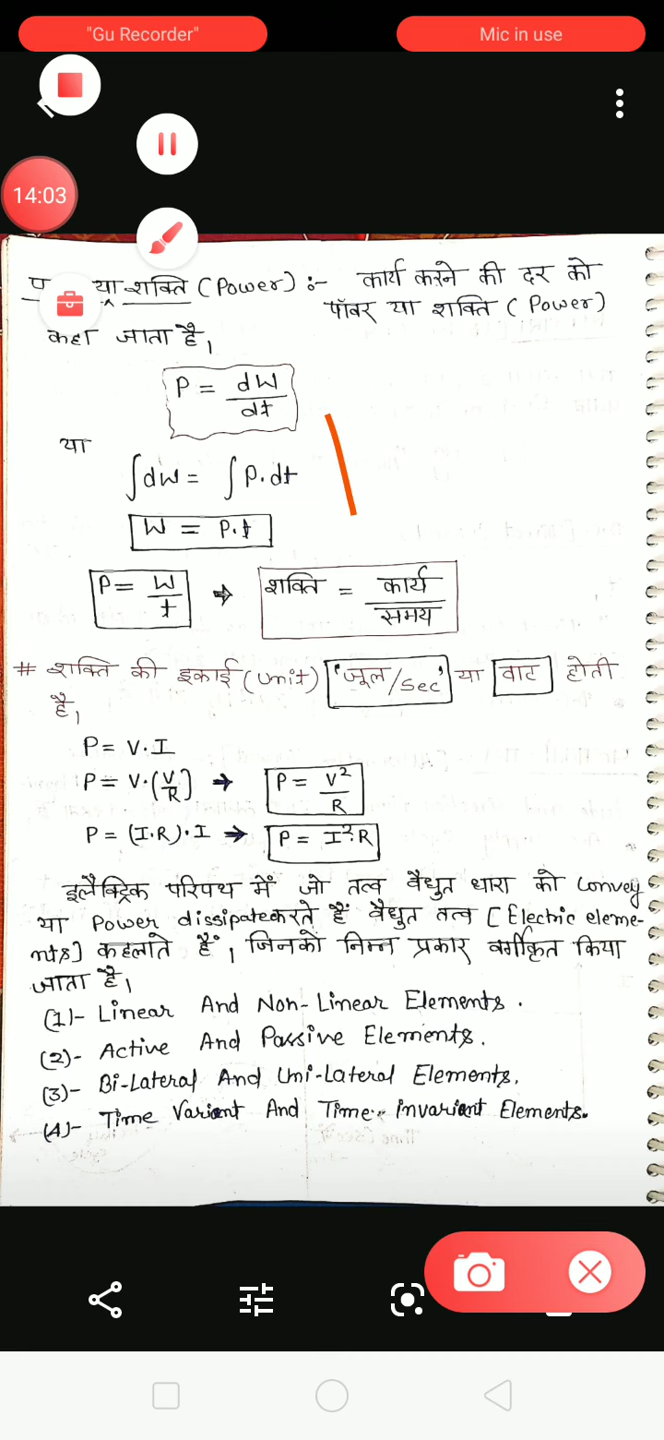 "Gu Recorder"
Mic in use
14:03
या शक्ति (Power) :- कार्य करने की दर को
पॉवर या शक्ति ( Power)
कहा जाता है,
P = dW/dt
या
∫dw = ∫P.dt
W = P.t
P = W/t ⇒ शक्ति = कार्य/समय
# शक्ति की इकाई (Unit) 'जूल/Sec' या वाट होती
है,
P = V.I
P = V.(V/R) → P = V²/R
P = (I.R).I → P = I².R
इलैक्ट्रिक परिपथ में जो तत्व वैधुत धारा को Convey
या Power dissipate करते हैं वैधुत तत्व [Electric eleme-
nts] कहलाते हैं, जिनको निम्न प्रकार वर्गीकृत किया
जाता है,
(1)- Linear And Non-Linear Elements.
(2)- Active And Passive Elements.
(3)- Bi-Lateral And Uni-Lateral Elements.
(4)- Time Variant And Time- Invariant Elements.